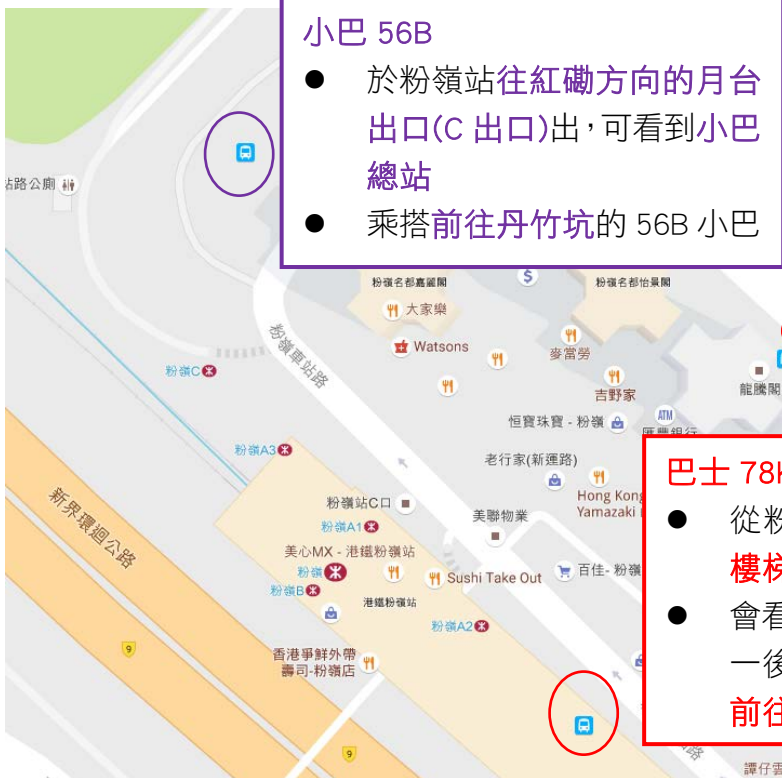 小巴 56B
● 於粉嶺站往紅磡方向的月台
出口(C 出口)出，可看到小巴
總站
● 乘搭前往丹竹坑的 56B 小巴
站路公廁
粉嶺名都嘉麗閣
$
粉嶺名都怡景閣
大家樂
粉嶺車站路
Watsons
麥當勞
粉嶺C
吉野家
龍騰閣
恒寶珠寶 - 粉嶺
ATM
匯豐銀行
粉嶺A3
老行家(新運路)
巴士 78K
新界環迴公路
粉嶺站C口
Hong Kong
Yamazaki
● 從粉
樓梯
粉嶺A1
美聯物業
美心MX - 港鐵粉嶺站
粉嶺
Sushi Take Out
百佳- 粉嶺
● 會看
粉嶺B
港鐵粉嶺站
一後
粉嶺A2
前往
9
香港爭鮮外帶
壽司-粉嶺店
9
路
譚仔雲